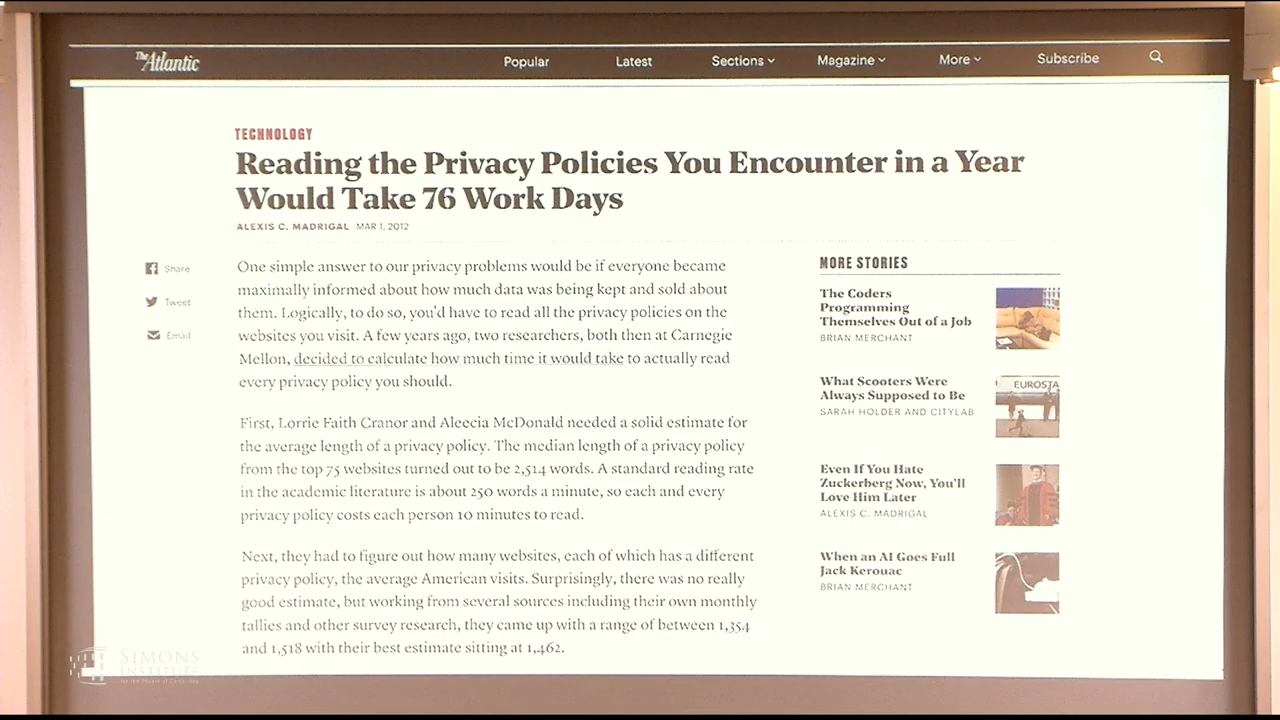 The Atlantic
Popular
Latest
Sections
Magazine
More
Subscribe
TECHNOLOGY
Reading the Privacy Policies You Encounter in a Year
Would Take 76 Work Days
ALEXIS C. MADRIGAL MAR 1, 2012
Share
Tweet
Email
One simple answer to our privacy problems would be if everyone became
maximally informed about how much data was being kept and sold about
them. Logically, to do so, you'd have to read all the privacy policies on the
websites you visit. A few years ago, two researchers, both then at Carnegie
Mellon, decided to calculate how much time it would take to actually read
every privacy policy you should.
First, Lorrie Faith Cranor and Aleecia McDonald needed a solid estimate for
the average length of a privacy policy. The median length of a privacy policy
from the top 75 websites turned out to be 2,514 words. A standard reading rate
in the academic literature is about 250 words a minute, so each and every
privacy policy costs each person 10 minutes to read.
Next, they had to figure out how many websites, each of which has a different
privacy policy, the average American visits. Surprisingly, there was no really
good estimate, but working from several sources including their own monthly
tallies and other survey research, they came up with a range of between 1,354
and 1,518 with their best estimate sitting at 1,462.
MORE STORIES
The Coders
Programming
Themselves Out of a Job
BRIAN MERCHANT
What Scooters Were
Always Supposed to Be
SARAH HOLDER AND CITYLAB
EUROSTA
Even If You Hate
Zuckerberg Now, You'll
Love Him Later
ALEXIS C. MADRIGAL
When an AI Goes Full
Jack Kerouac
BRIAN MERCHANT
SIMONS
INSTITUTE